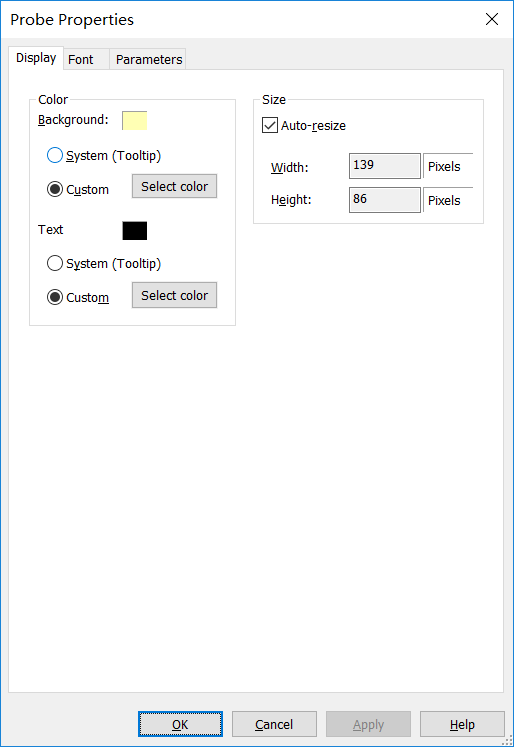 Probe Properties
Display Font Parameters
Color
Background:
System (Tooltip)
Custom Select color
Text
System (Tooltip)
Custom Select color
Size
Auto-resize
Width: 139 Pixels
Height: 86 Pixels
OK Cancel Apply Help